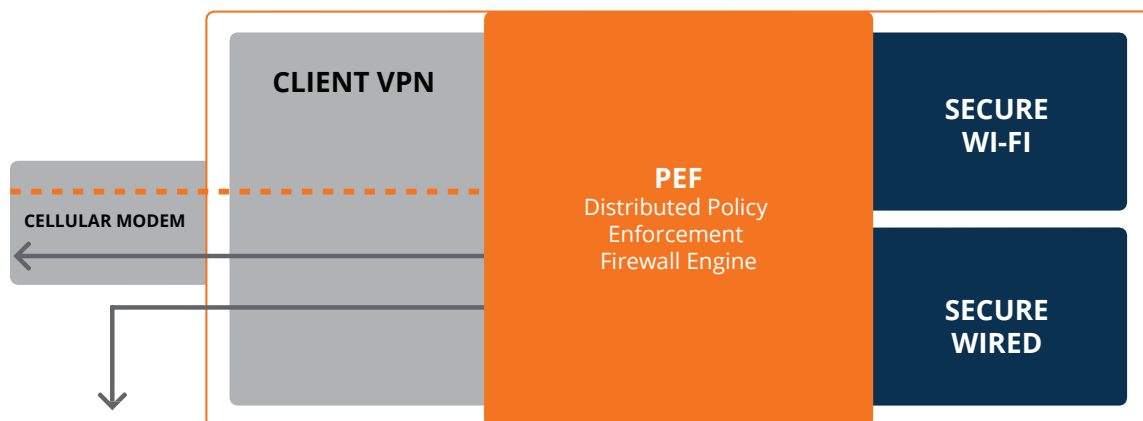 CLIENT VPN
CELLULAR MODEM
PEF
Distributed Policy
Enforcement
Firewall Engine
SECURE
WI-FI
SECURE
WIRED